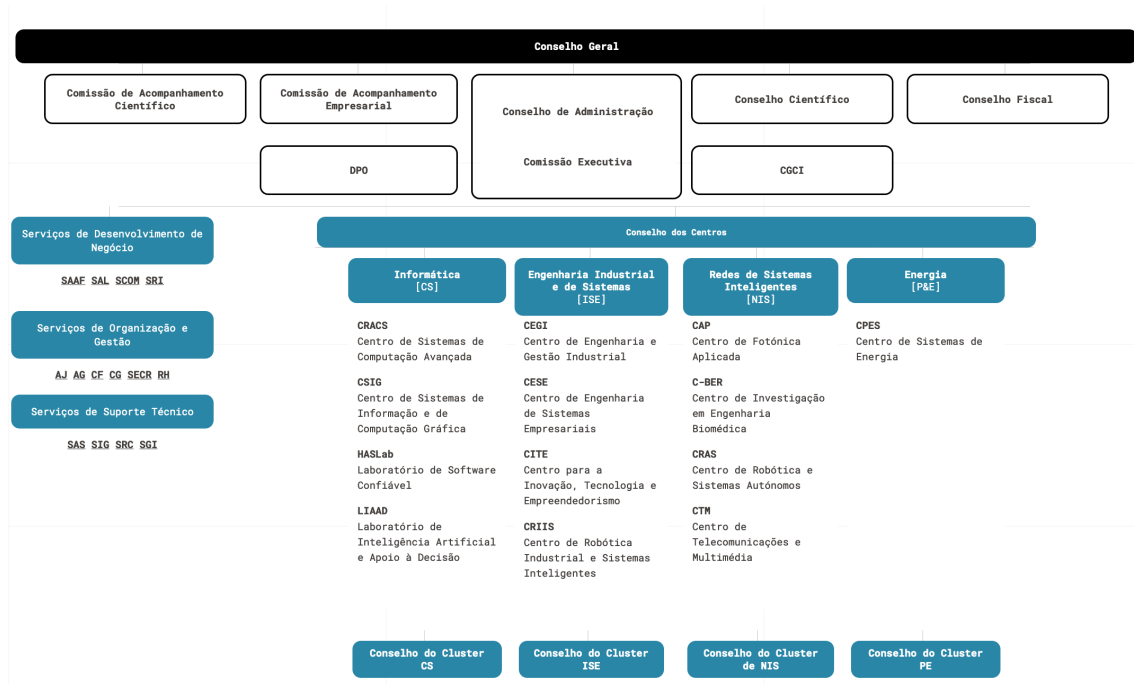 Conselho Geral
Comissão de Acompanhamento
Científico
Comissão de Acompanhamento
Empresarial
Conselho de Administração
Comissão Executiva
Conselho Científico
Conselho Fiscal
DPO
CGCI
Serviços de Desenvolvimento de
Negócio
SAAF SAL SCOM SRI
Serviços de Organização e
Gestão
AJ AG CF CG SECR RH
Serviços de Suporte Técnico
SAS SIG SRC SGI
Conselho dos Centros
Informática
[CS]
CRACS
Centro de Sistemas de
Computação Avançada
CSIG
Centro de Sistemas de
Informação e de
Computação Gráfica
HASLab
Laboratório de Software
Confiável
LIAAD
Laboratório de
Inteligência Artificial
e Apoio à Decisão
Conselho do Cluster
CS
Engenharia Industrial
e de Sistemas
[ISE]
CEGI
Centro de Engenharia e
Gestão Industrial
CESE
Centro de Engenharia
de Sistemas
Empresariais
CITE
Centro para a
Inovação, Tecnologia e
Empreendedorismo
CRIIS
Centro de Robótica
Industrial e Sistemas
Inteligentes
Conselho do Cluster
ISE
Redes de Sistemas
Inteligentes
[NIS]
CAP
Centro de Fotónica
Aplicada
C-BER
Centro de Investigação
em Engenharia
Biomédica
CRAS
Centro de Robótica e
Sistemas Autónomos
CTM
Centro de
Telecomunicações e
Multimédia
Conselho do Cluster
de NIS
Energia
[P&E]
CPES
Centro de Sistemas de
Energia
Conselho do Cluster
PE